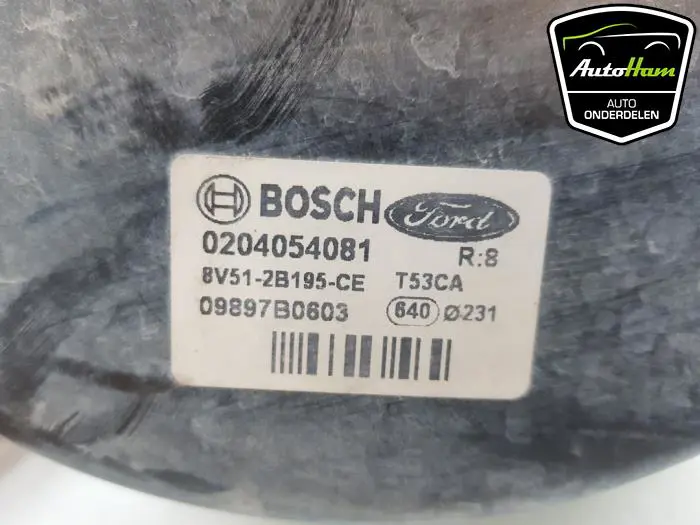 AutoHam
AUTO
ONDERDELEN
BOSCH Ford
0204054081 R:8
8V51-2B195-CE T53CA
09897B0603 640 Ø231